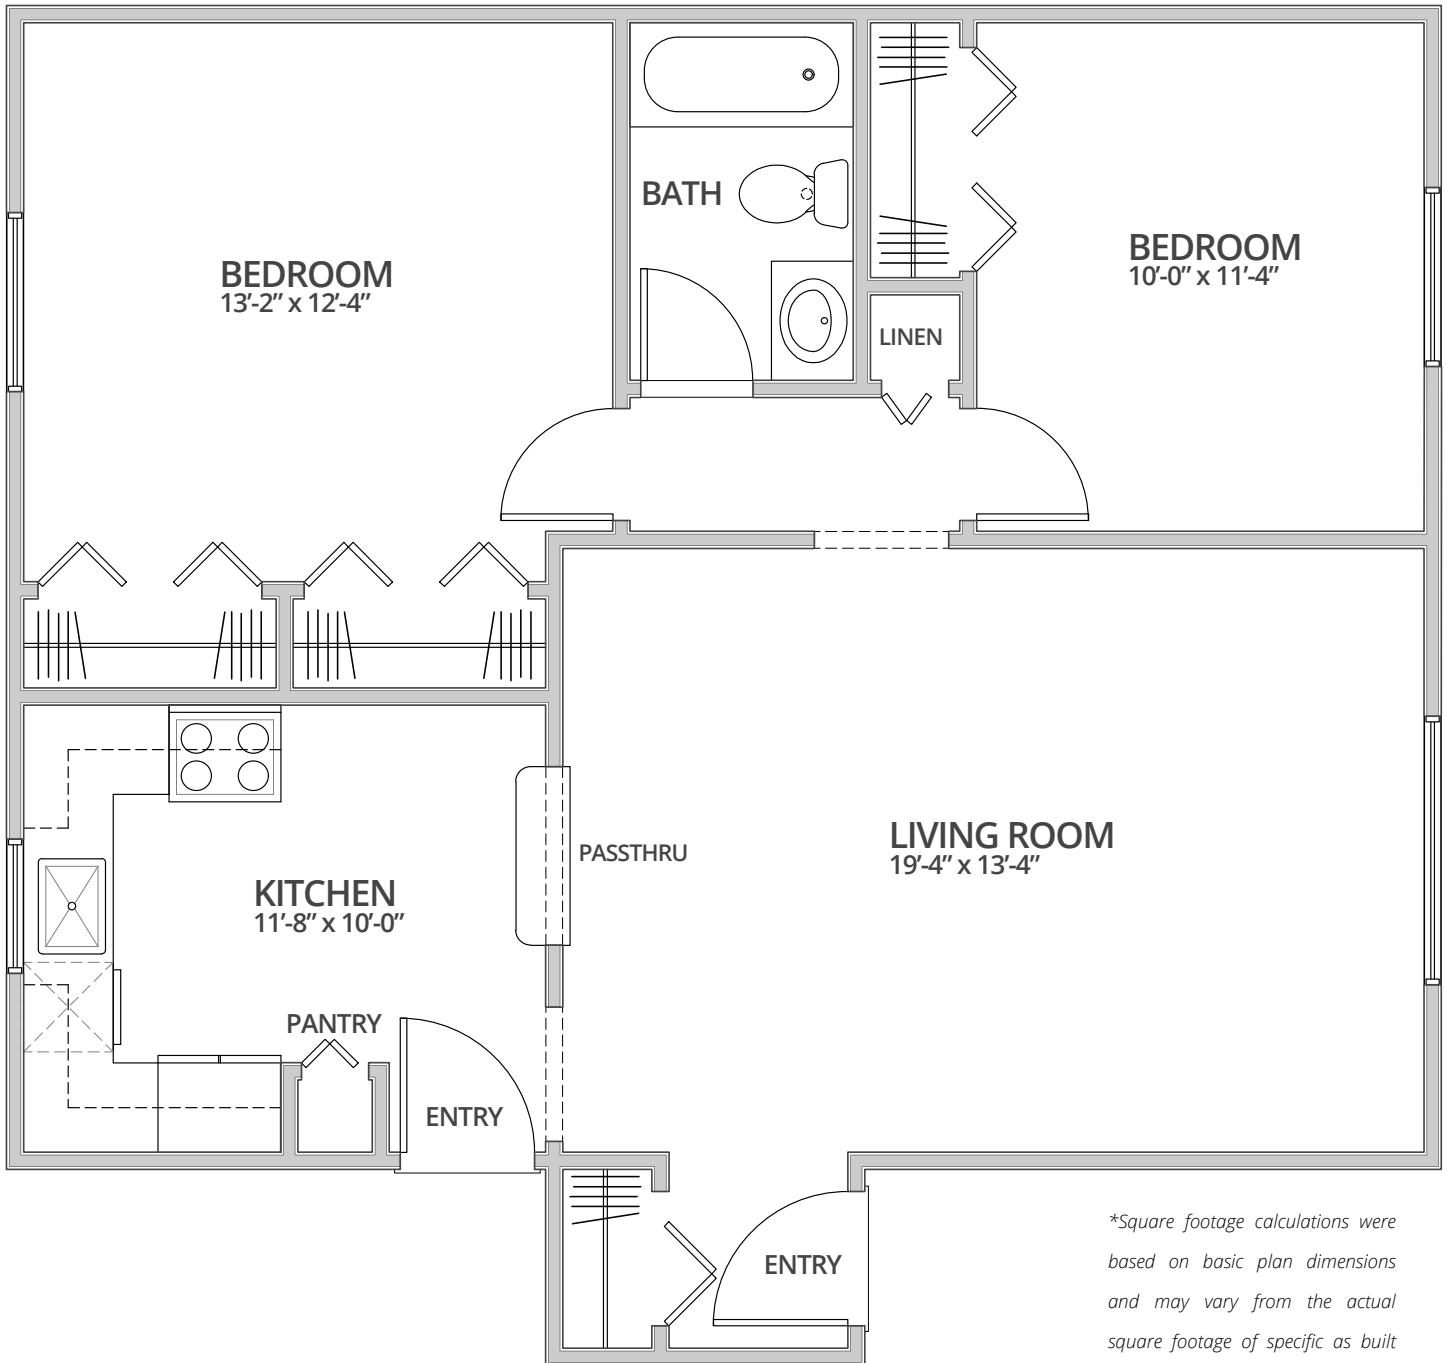 BATH
BEDROOM
13'-2” x 12'-4”
BEDROOM
10'-0” x 11'-4”
LINEN
LIVING ROOM
19'-4” x 13'-4”
PASSTHRU
KITCHEN
11'-8” x 10'-0”
PANTRY
ENTRY
ENTRY
*Square footage calculations were
based on basic plan dimensions
and may vary from the actual
square footage of specific as built